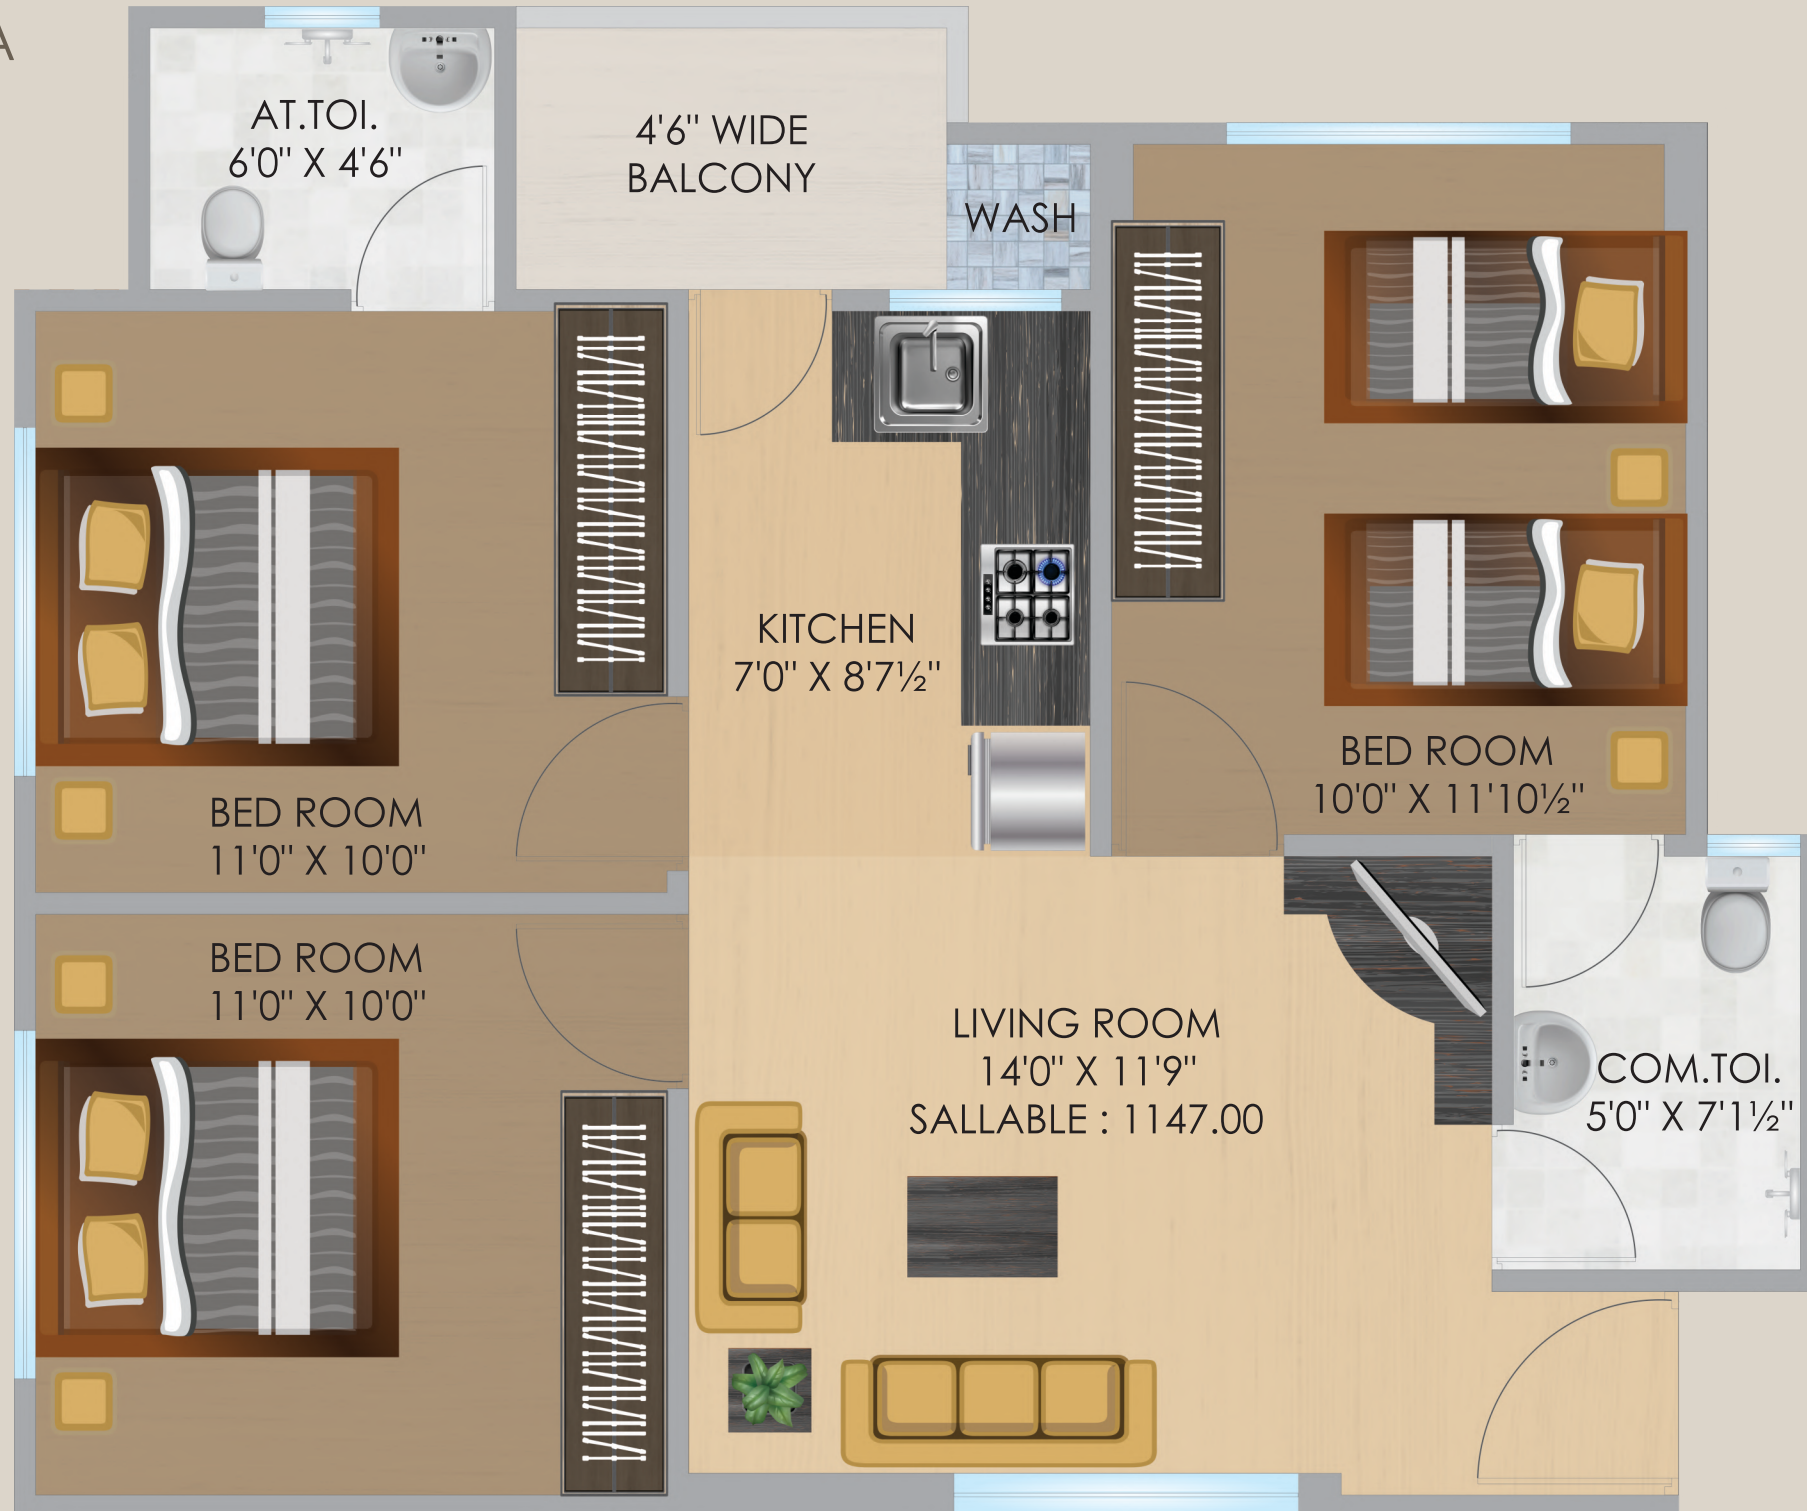 A
AT.TOI.
6'0" X 4'6"
4'6" WIDE
BALCONY
WASH
KITCHEN
7'0" X 8'7½"
BED ROOM
10'0" X 11'10½"
BED ROOM
11'0" X 10'0"
BED ROOM
11'0" X 10'0"
LIVING ROOM
14'0" X 11'9"
SALLABLE : 1147.00
COM.TOI.
5'0" X 7'1½"